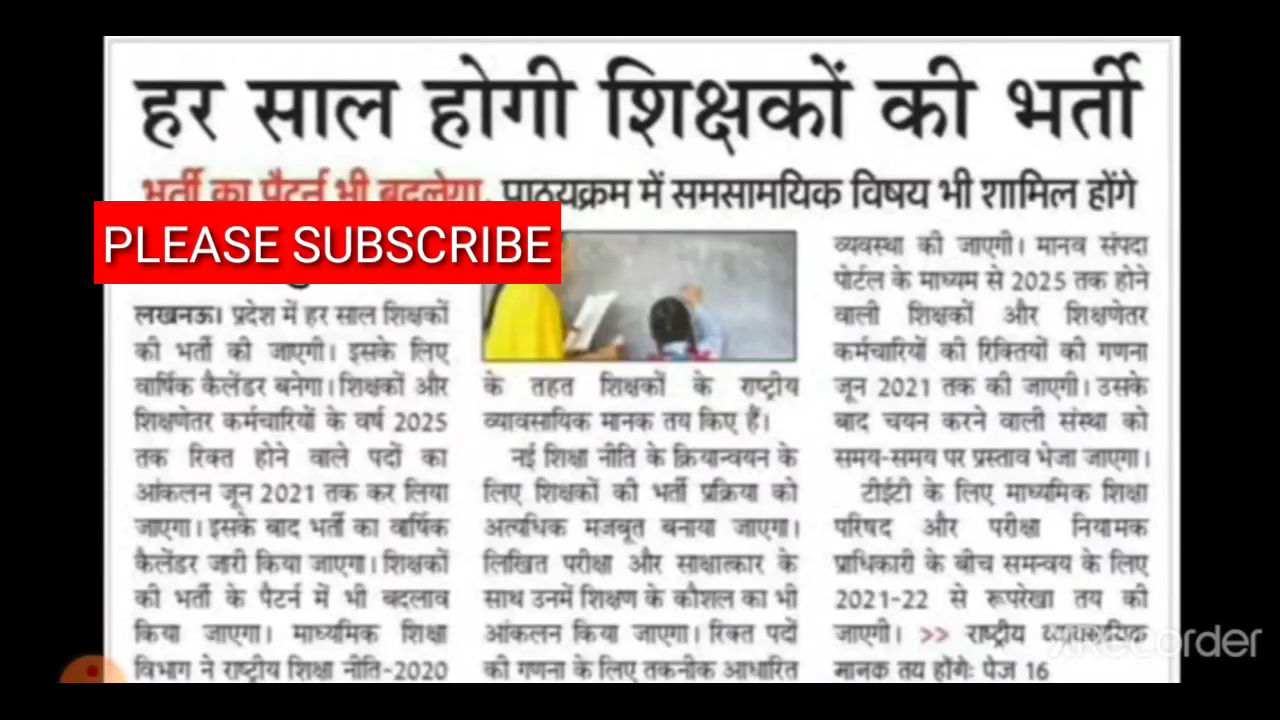 हर साल होगी शिक्षकों की भर्ती
भर्ती का पैटर्न भी बदलेगा, पाठ्यक्रम में समसामयिक विषय भी शामिल होंगे
PLEASE SUBSCRIBE
लखनऊ। प्रदेश में हर साल शिक्षकों
की भर्ती की जाएगी। इसके लिए
वार्षिक कैलेंडर बनेगा। शिक्षकों और
शिक्षणेतर कर्मचारियों के वर्ष 2025
तक रिक्त होने वाले पदों का
आंकलन जून 2021 तक कर लिया
जाएगा। इसके बाद भर्ती का वार्षिक
कैलेंडर जारी किया जाएगा। शिक्षकों
की भर्ती के पैटर्न में भी बदलाव
किया जाएगा। माध्यमिक शिक्षा
विभाग ने राष्ट्रीय शिक्षा नीति-2020
के तहत शिक्षकों के राष्ट्रीय
व्यावसायिक मानक तय किए हैं।
नई शिक्षा नीति के क्रियान्वयन के
लिए शिक्षकों की भर्ती प्रक्रिया को
अत्यधिक मजबूत बनाया जाएगा।
लिखित परीक्षा और साक्षात्कार के
साथ उनमें शिक्षण के कौशल का भी
आंकलन किया जाएगा। रिक्त पदों
की गणना के लिए तकनीक आधारित
व्यवस्था की जाएगी। मानव संपदा
पोर्टल के माध्यम से 2025 तक होने
वाली शिक्षकों और शिक्षणेतर
कर्मचारियों की रिक्तियों की गणना
जून 2021 तक की जाएगी। उसके
बाद चयन करने वाली संस्था को
समय-समय पर प्रस्ताव भेजा जाएगा।
टीईटी के लिए माध्यमिक शिक्षा
परिषद और परीक्षा नियामक
प्राधिकारी के बीच समन्वय के लिए
2021-22 से रूपरेखा तय की
जाएगी। >> राष्ट्रीय व्यावसायिक
मानक तय होंगेः पेज 16
XRecorder